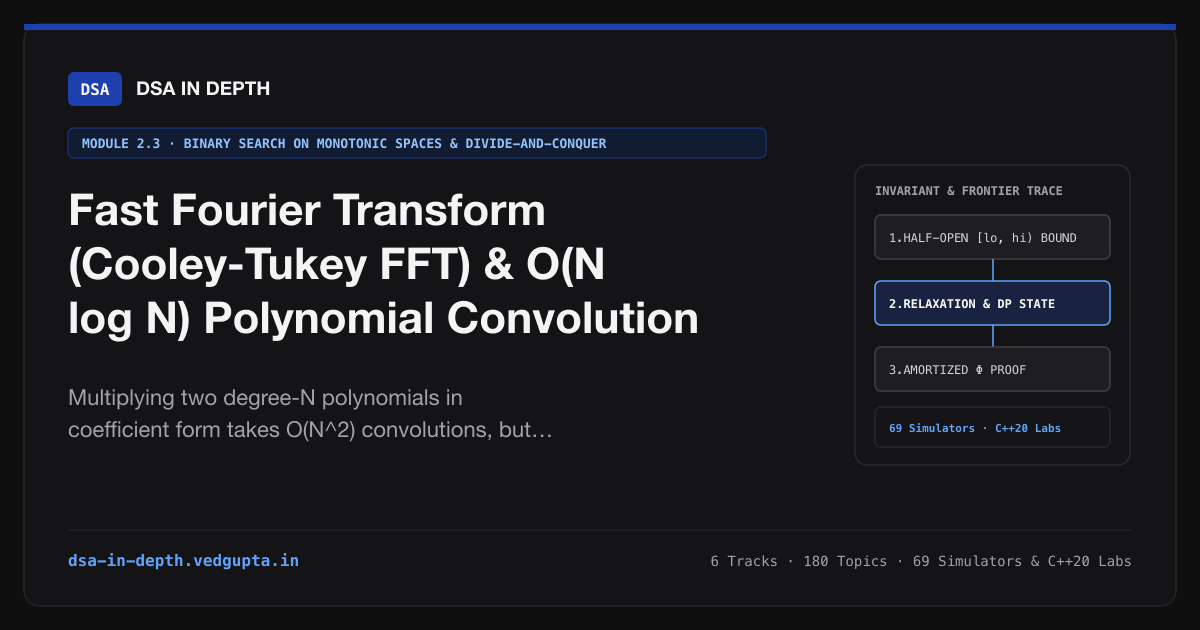 DSA
DSA IN DEPTH
MODULE 2.3 · BINARY SEARCH ON MONOTONIC SPACES & DIVIDE-AND-CONQUER
Fast Fourier Transform
(Cooley-Tukey FFT) & O(N
log N) Polynomial Convolution
Multiplying two degree-N polynomials in
coefficient form takes O(N^2) convolutions, but…
INVARIANT & FRONTIER TRACE
1.HALF-OPEN [lo, hi) BOUND
2.RELAXATION & DP STATE
3.AMORTIZED Φ PROOF
69 Simulators · C++20 Labs
dsa-in-depth.vedgupta.in
6 Tracks · 180 Topics · 69 Simulators & C++20 Labs